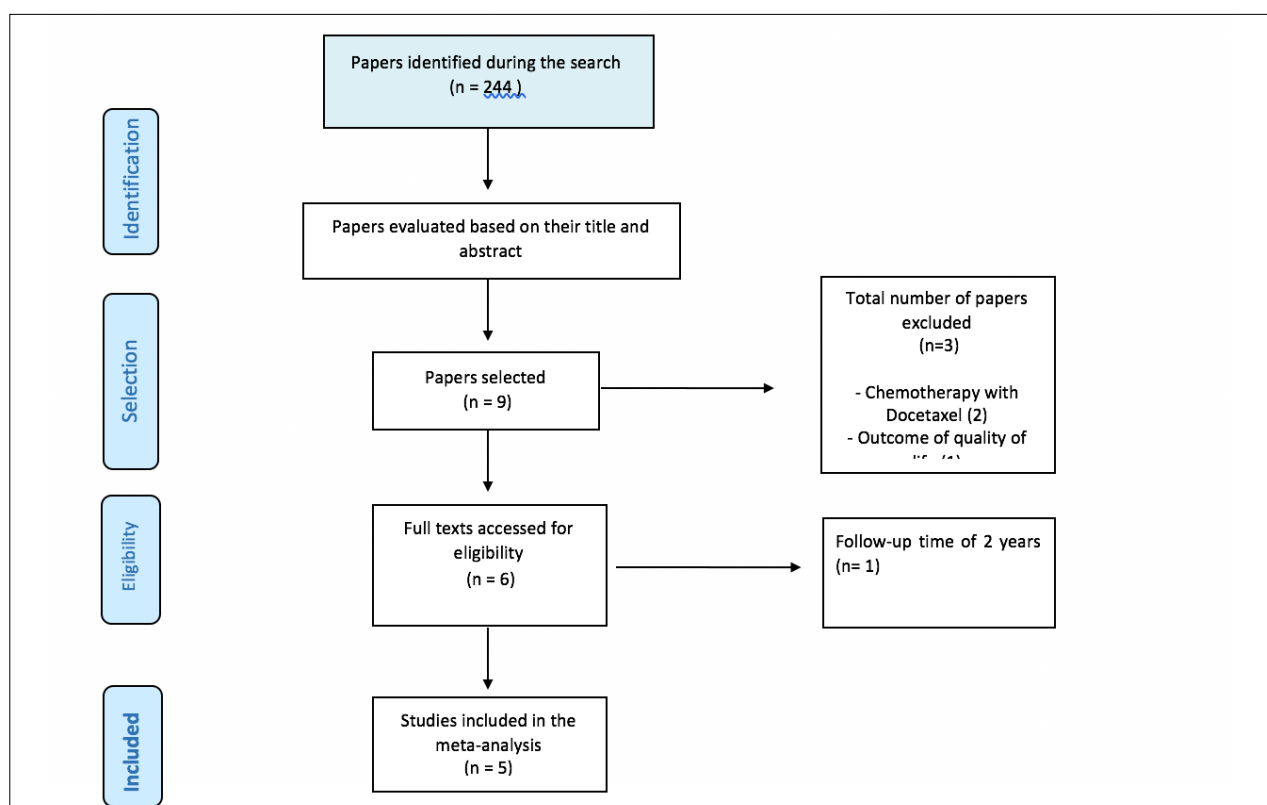 Papers identified during the search
(n = 244 )
Identification
Papers evaluated based on their title and
abstract
Selection
Total number of papers
excluded
(n=3)
- Chemotherapy with
Docetaxel (2)
- Outcome of quality of
Papers selected
(n = 9)
Eligibility
Full texts accessed for
eligibility
(n = 6)
Follow-up time of 2 years
(n= 1)
Included
Studies included in the
meta-analysis
(n = 5)